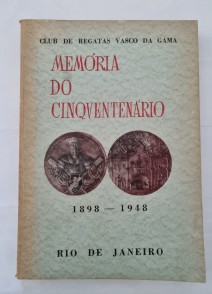 CLUB DE REGATAS VASCO DA GAMA
MEMÓRIA
DO
CINQVENTENÁRIO
1898 — 1948
RIO DE JANEIRO